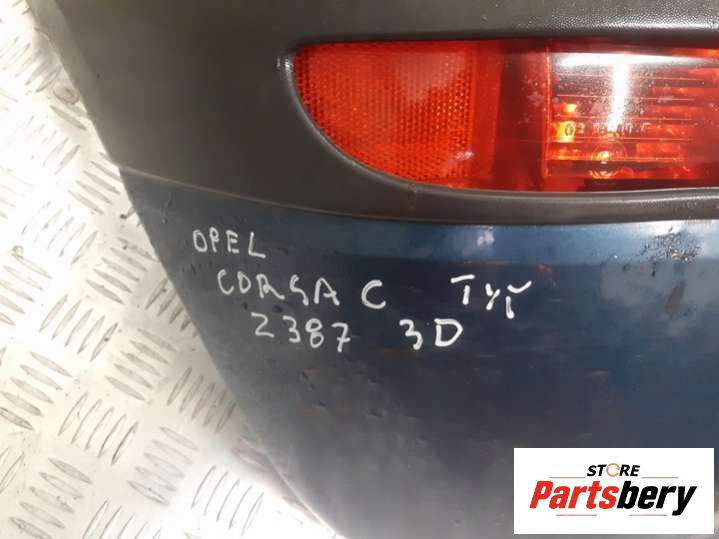 OPEL
CORSA C TYŁ
2387 3D
STORE
Partsbery